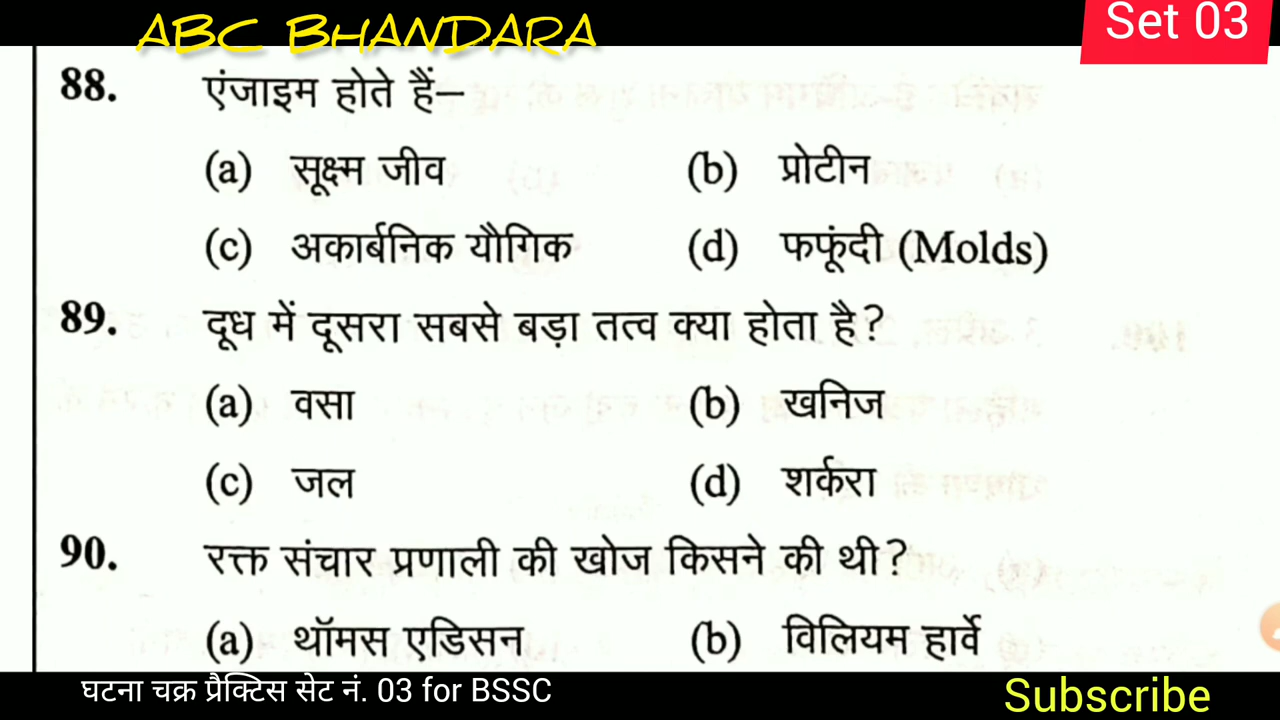 ABC BHANDARA
Set 03
88. एंजाइम होते हैं–
(a) सूक्ष्म जीव (b) प्रोटीन
(c) अकार्बनिक यौगिक (d) फफूंदी (Molds)
89. दूध में दूसरा सबसे बड़ा तत्व क्या होता है?
(a) वसा (b) खनिज
(c) जल (d) शर्करा
90. रक्त संचार प्रणाली की खोज किसने की थी?
(a) थॉमस एडिसन (b) विलियम हार्वे
घटना चक्र प्रैक्टिस सेट नं. 03 for BSSC
Subscribe